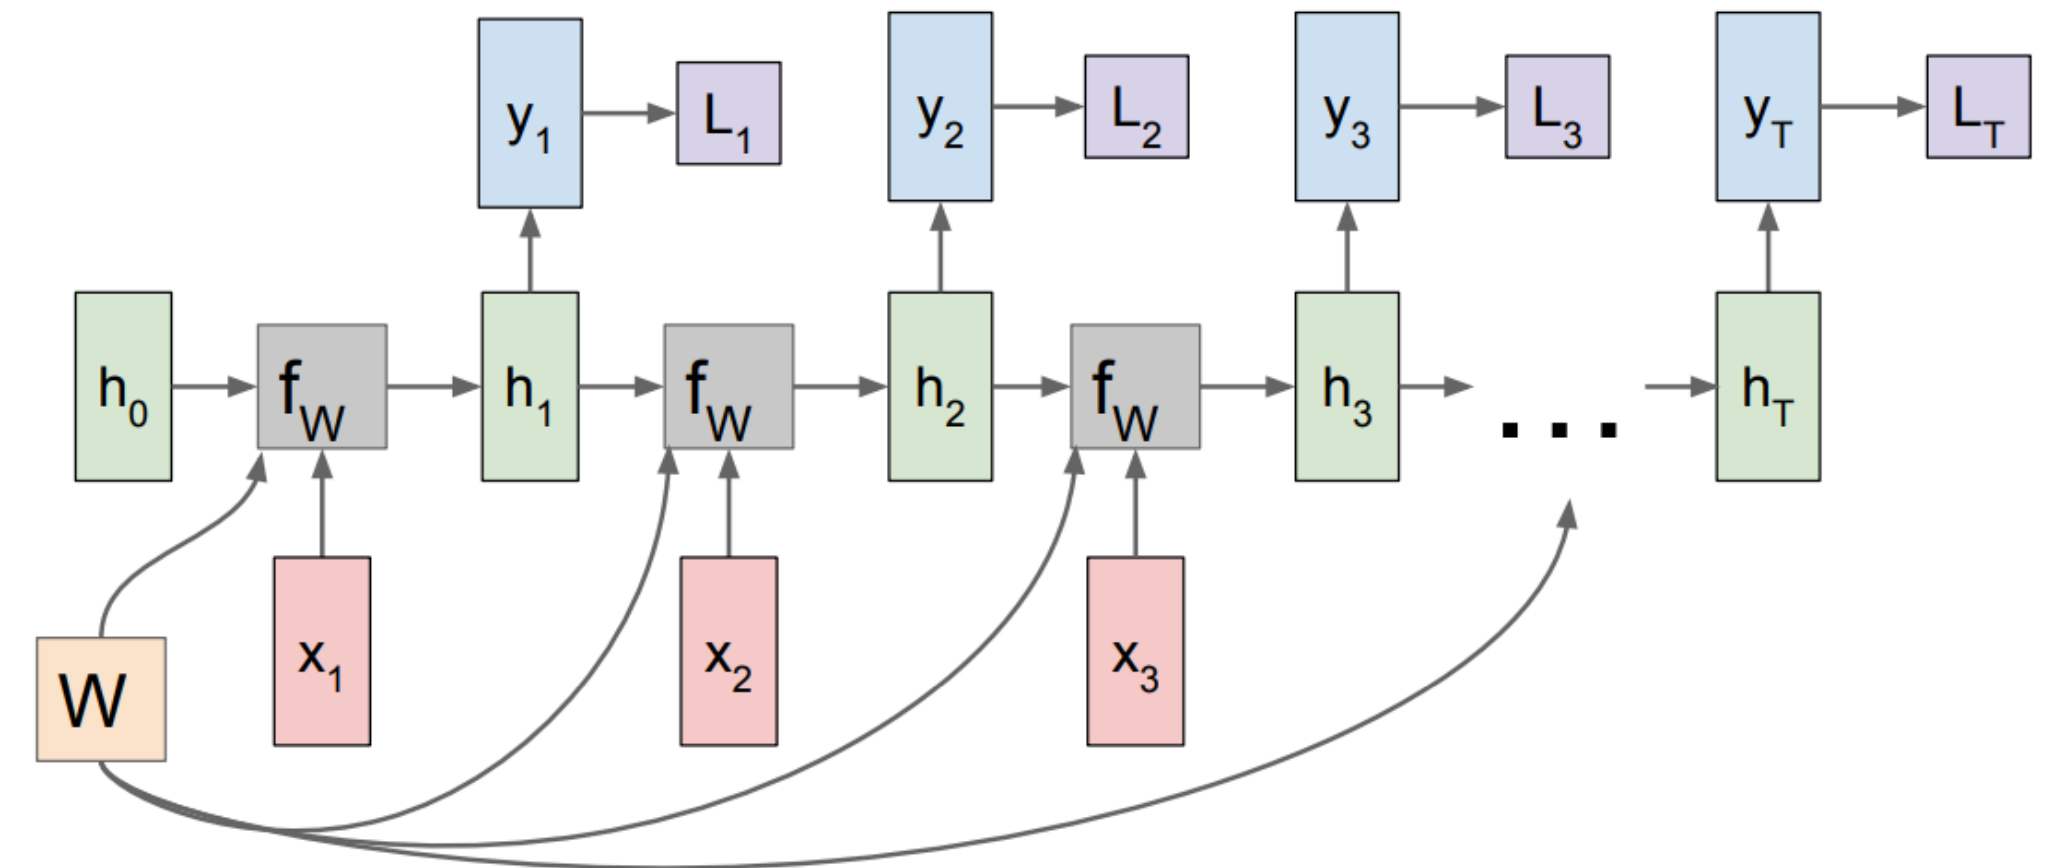 y1 L1 y2 L2 y3 L3 yT LT
h0 fW h1 fW h2 fW h3 ... hT
W x1 x2 x3